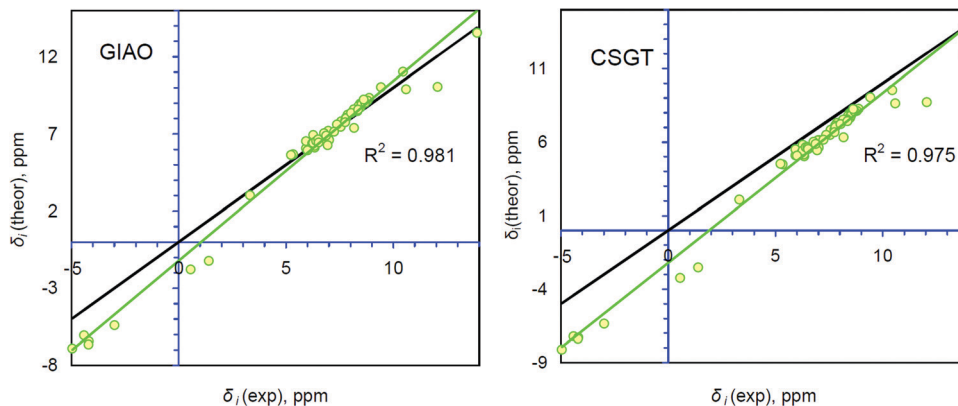 GIAO
12
7
2
-3
-8
-5
0
5
10
R² = 0.981
δᵢ(theor), ppm
δᵢ(exp), ppm
CSGT
11
6
1
-4
-9
-5
0
5
10
R² = 0.975
δᵢ(theor), ppm
δᵢ(exp), ppm